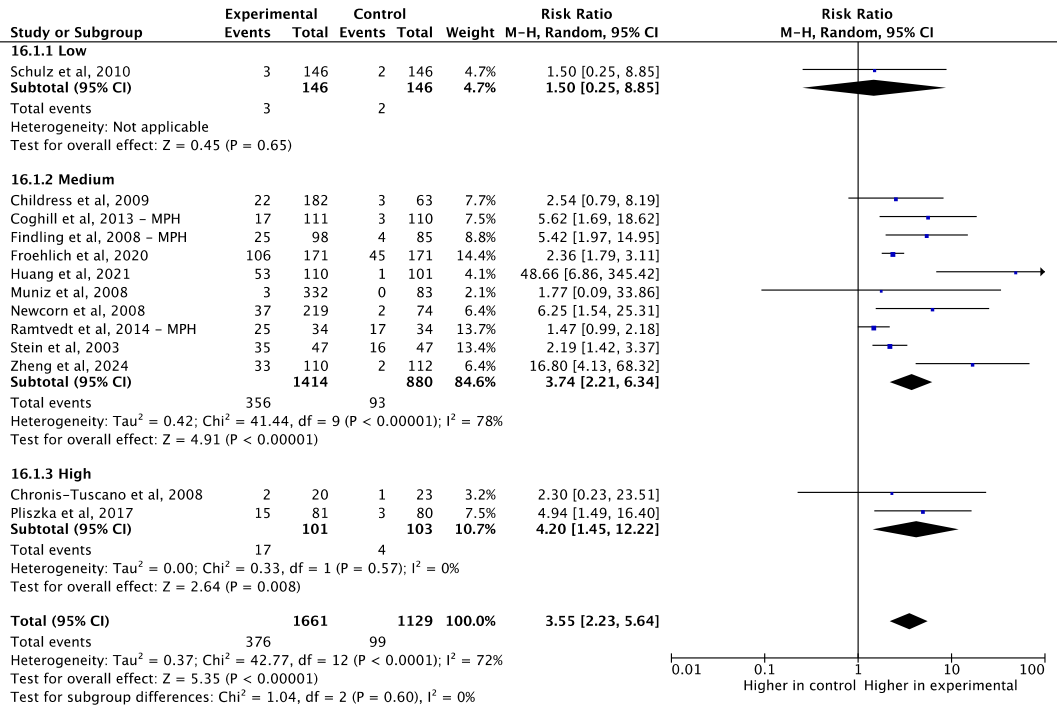 Experimental Control Risk Ratio Risk Ratio
Study or Subgroup Events Total Events Total Weight M-H, Random, 95% CI M-H, Random, 95% CI
16.1.1 Low
Schulz et al, 2010 3 146 2 146 4.7% 1.50 [0.25, 8.85]
Subtotal (95% CI) 146 146 4.7% 1.50 [0.25, 8.85]
Total events 3 2
Heterogeneity: Not applicable
Test for overall effect: Z = 0.45 (P = 0.65)
16.1.2 Medium
Childress et al, 2009 22 182 3 63 7.7% 2.54 [0.79, 8.19]
Coghill et al, 2013 – MPH 17 111 3 110 7.5% 5.62 [1.69, 18.62]
Findling et al, 2008 – MPH 25 98 4 85 8.8% 5.42 [1.97, 14.95]
Froehlich et al, 2020 106 171 45 171 14.4% 2.36 [1.79, 3.11]
Huang et al, 2021 53 110 1 101 4.1% 48.66 [6.86, 345.42]
Muniz et al, 2008 3 332 0 83 2.1% 1.77 [0.09, 33.86]
Newcorn et al, 2008 37 219 2 74 6.4% 6.25 [1.54, 25.31]
Ramtvedt et al, 2014 – MPH 25 34 17 34 13.7% 1.47 [0.99, 2.18]
Stein et al, 2003 35 47 16 47 13.4% 2.19 [1.42, 3.37]
Zheng et al, 2024 33 110 2 112 6.4% 16.80 [4.13, 68.32]
Subtotal (95% CI) 1414 880 84.6% 3.74 [2.21, 6.34]
Total events 356 93
Heterogeneity: Tau² = 0.42; Chi² = 41.44, df = 9 (P < 0.00001); I² = 78%
Test for overall effect: Z = 4.91 (P < 0.00001)
16.1.3 High
Chronis–Tuscano et al, 2008 2 20 1 23 3.2% 2.30 [0.23, 23.51]
Pliszka et al, 2017 15 81 3 80 7.5% 4.94 [1.49, 16.40]
Subtotal (95% CI) 101 103 10.7% 4.20 [1.45, 12.22]
Total events 17 4
Heterogeneity: Tau² = 0.00; Chi² = 0.33, df = 1 (P = 0.57); I² = 0%
Test for overall effect: Z = 2.64 (P = 0.008)
Total (95% CI) 1661 1129 100.0% 3.55 [2.23, 5.64]
Total events 376 99
Heterogeneity: Tau² = 0.37; Chi² = 42.77, df = 12 (P < 0.0001); I² = 72%
Test for overall effect: Z = 5.35 (P < 0.00001)
Test for subgroup differences: Chi² = 1.04, df = 2 (P = 0.60), I² = 0%
0.01 0.1 1 10 100
Higher in control Higher in experimental